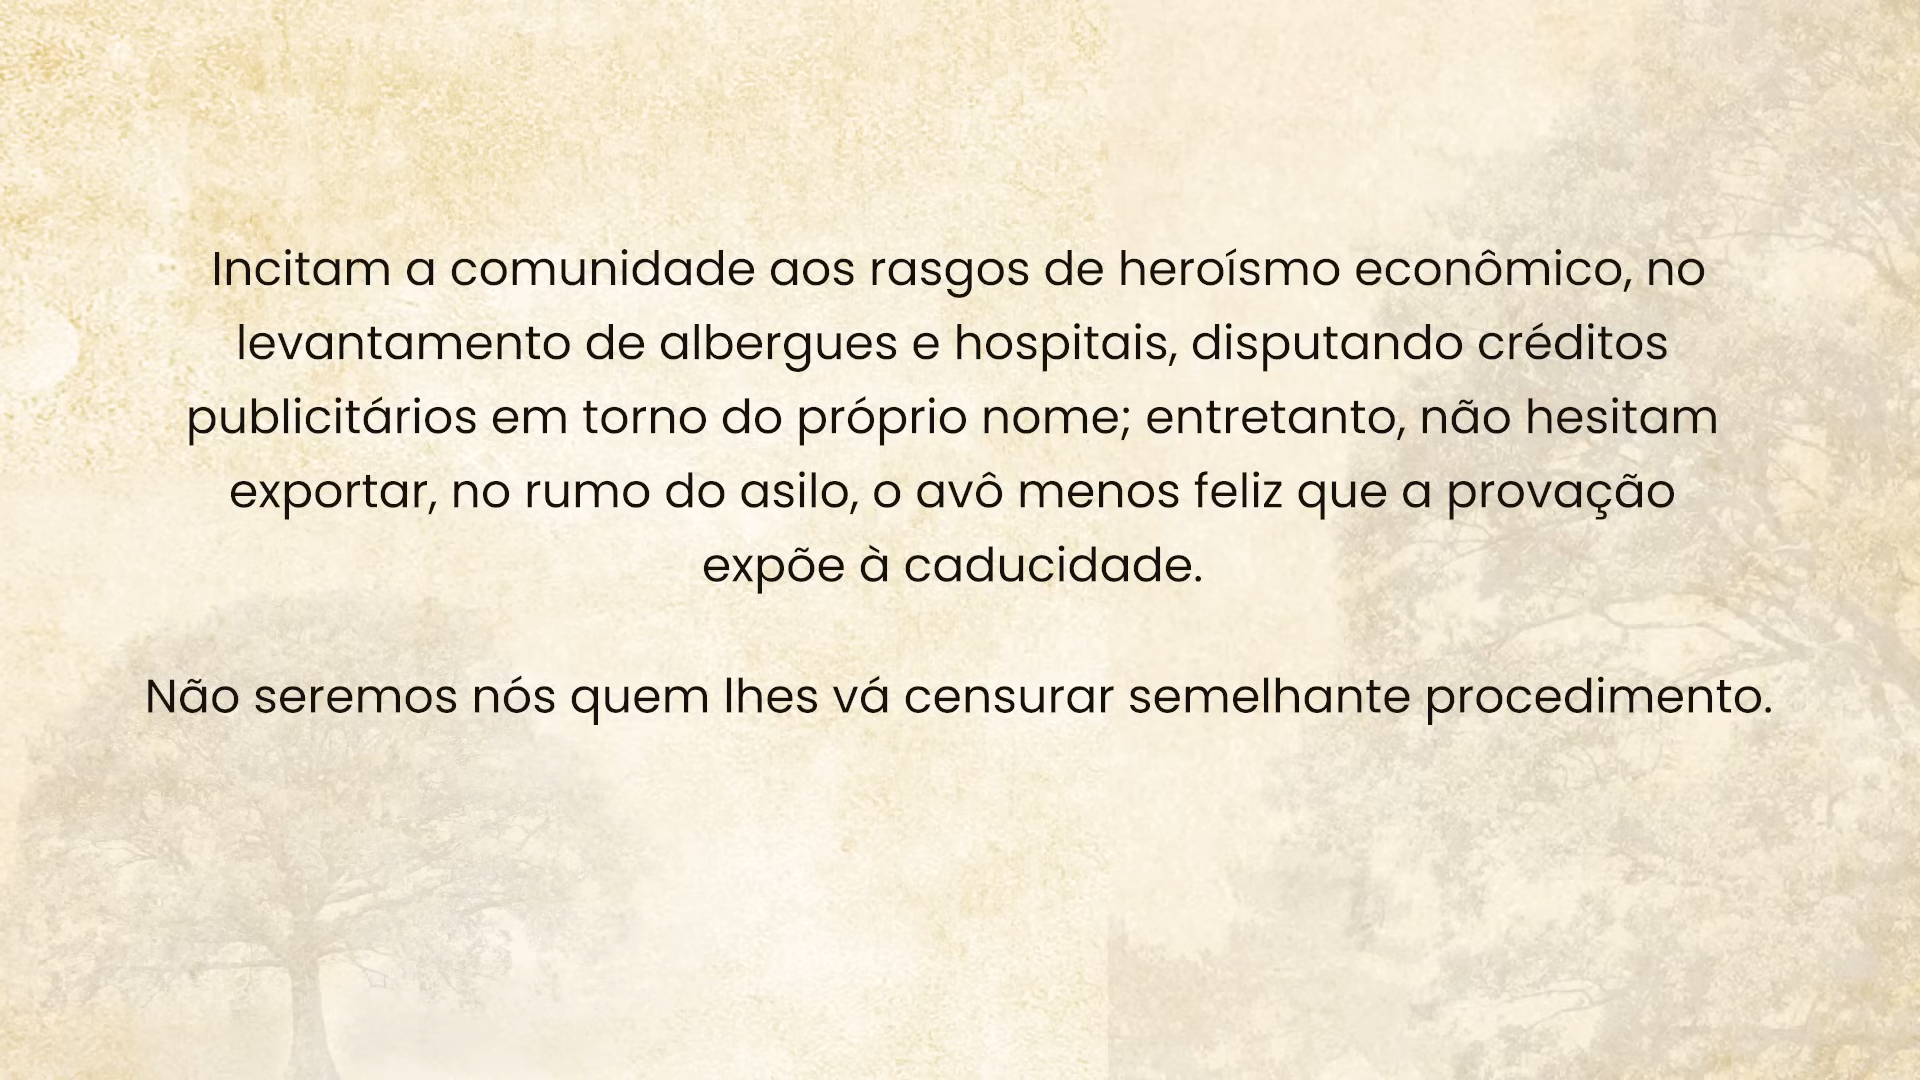 Incitam a comunidade aos rasgos de heroísmo econômico, no
levantamento de albergues e hospitais, disputando créditos
publicitários em torno do próprio nome; entretanto, não hesitam
exportar, no rumo do asilo, o avô menos feliz que a provação
expõe à caducidade.
Não seremos nós quem lhes vá censurar semelhante procedimento.